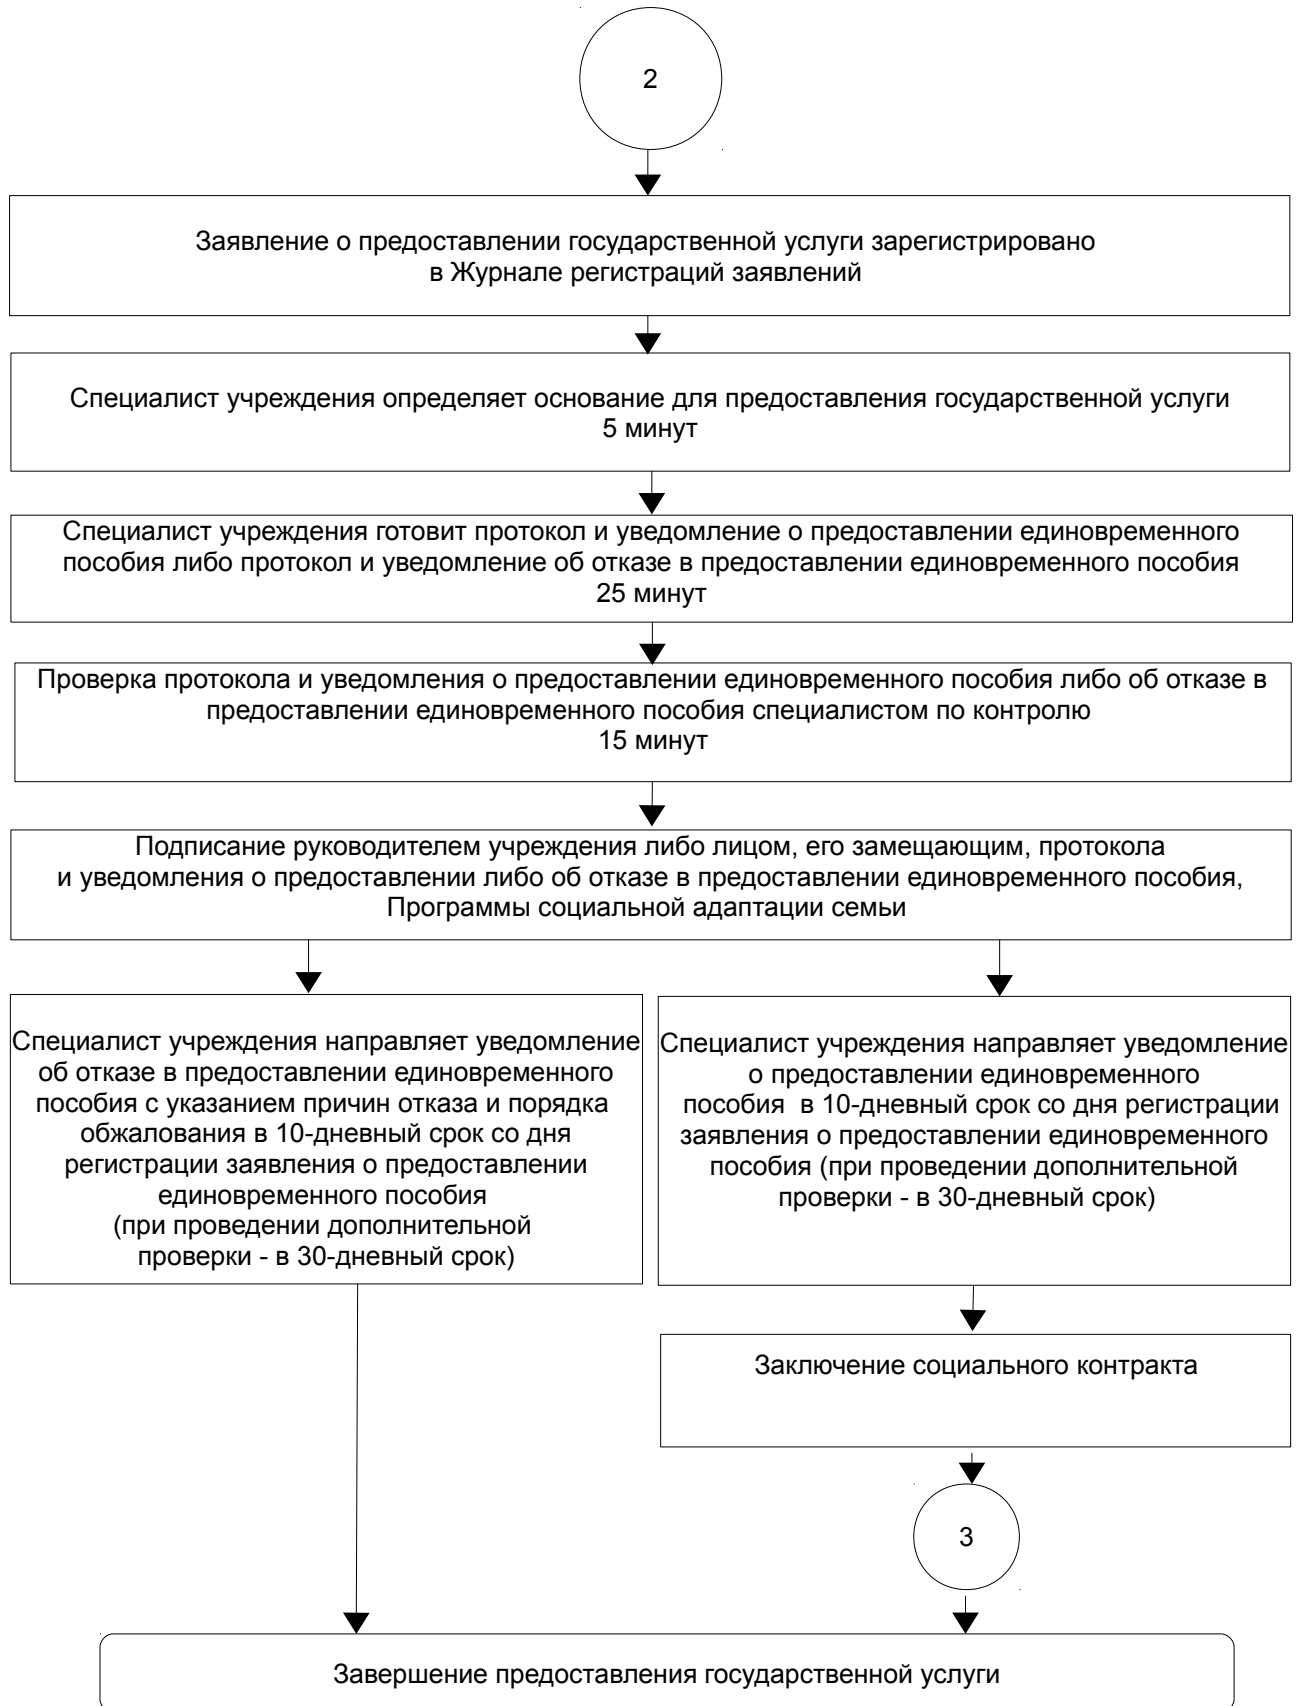 2
Заявление о предоставлении государственной услуги зарегистрировано
в Журнале регистраций заявлений
Специалист учреждения определяет основание для предоставления государственной услуги
5 минут
Специалист учреждения готовит протокол и уведомление о предоставлении единовременного
пособия либо протокол и уведомление об отказе в предоставлении единовременного пособия
25 минут
Проверка протокола и уведомления о предоставлении единовременного пособия либо об отказе в
предоставлении единовременного пособия специалистом по контролю
15 минут
Подписание руководителем учреждения либо лицом, его замещающим, протокола
и уведомления о предоставлении либо об отказе в предоставлении единовременного пособия,
Программы социальной адаптации семьи
Специалист учреждения направляет уведомление
об отказе в предоставлении единовременного
пособия с указанием причин отказа и порядка
обжалования в 10-дневный срок со дня
регистрации заявления о предоставлении
единовременного пособия
(при проведении дополнительной
проверки - в 30-дневный срок)
Специалист учреждения направляет уведомление
о предоставлении единовременного
пособия  в 10-дневный срок со дня регистрации
заявления о предоставлении единовременного
пособия (при проведении дополнительной
проверки - в 30-дневный срок)
Заключение социального контракта
3
Завершение предоставления государственной услуги